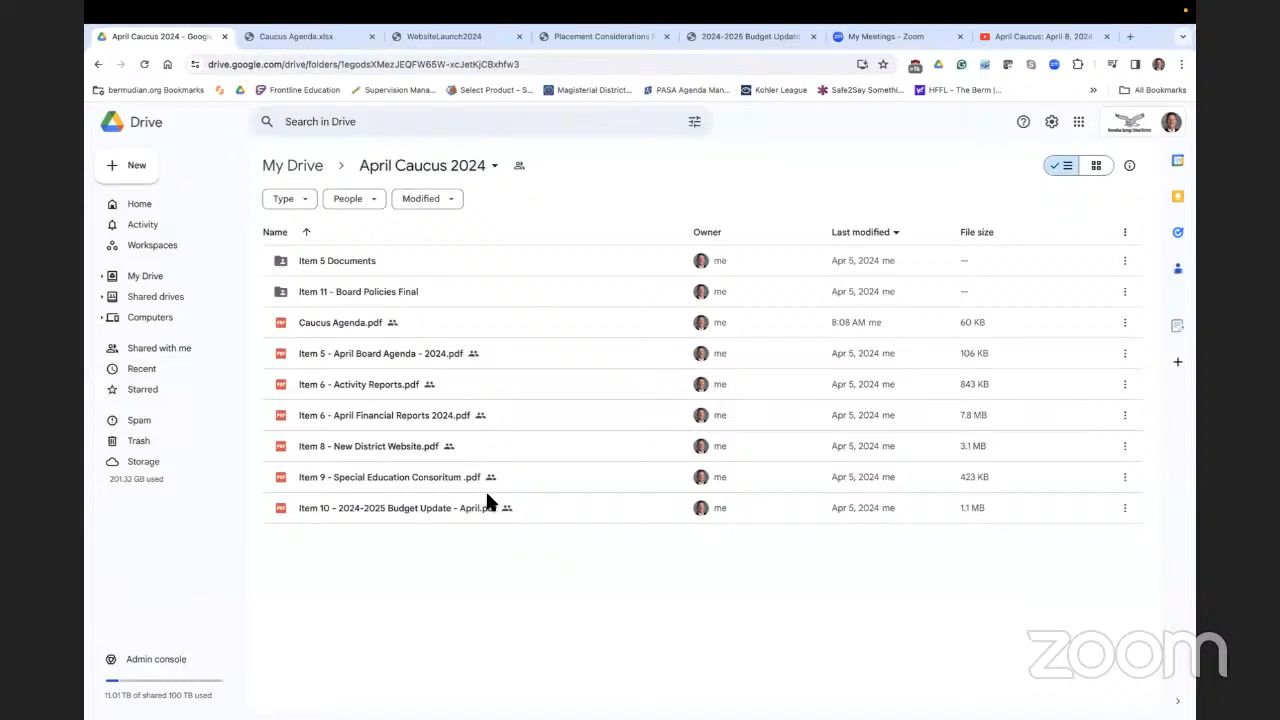 April Caucus 2024 - Google
Caucus Agenda.xlsx
WebsiteLaunch2024
Placement Considerations F
2024-2025 Budget Update
My Meetings - Zoom
April Caucus: April 8, 2024
drive.google.com/drive/folders/1egodsXMezJEQFW65W-xcJetKjCBxhfw3
bermudian.org Bookmarks
Frontline Education
Supervision Mana...
Select Product - S...
Magisterial District...
PASA Agenda Man...
Kohler League
Safe2Say Somethi...
HFFL - The Berm|...
All Bookmarks
Drive
Search in Drive
New
My Drive > April Caucus 2024
Type
People
Modified
Home
Activity
Workspaces
My Drive
Shared drives
Computers
Shared with me
Recent
Starred
Spam
Trash
Storage
201.32 GB used
Name Owner Last modified File size
Item 5 Documents me Apr 5, 2024 me —
Item 11 - Board Policies Final me Apr 5, 2024 me —
Caucus Agenda.pdf me 8:08 AM me 60 KB
Item 5 - April Board Agenda - 2024.pdf me Apr 5, 2024 me 106 KB
Item 6 - Activity Reports.pdf me Apr 5, 2024 me 843 KB
Item 6 - April Financial Reports 2024.pdf me Apr 5, 2024 me 7.8 MB
Item 8 - New District Website.pdf me Apr 5, 2024 me 3.1 MB
Item 9 - Special Education Consoritum .pdf me Apr 5, 2024 me 423 KB
Item 10 - 2024-2025 Budget Update - April.p me Apr 5, 2024 me 1.1 MB
Admin console
11.01 TB of shared 100 TB used
zoom